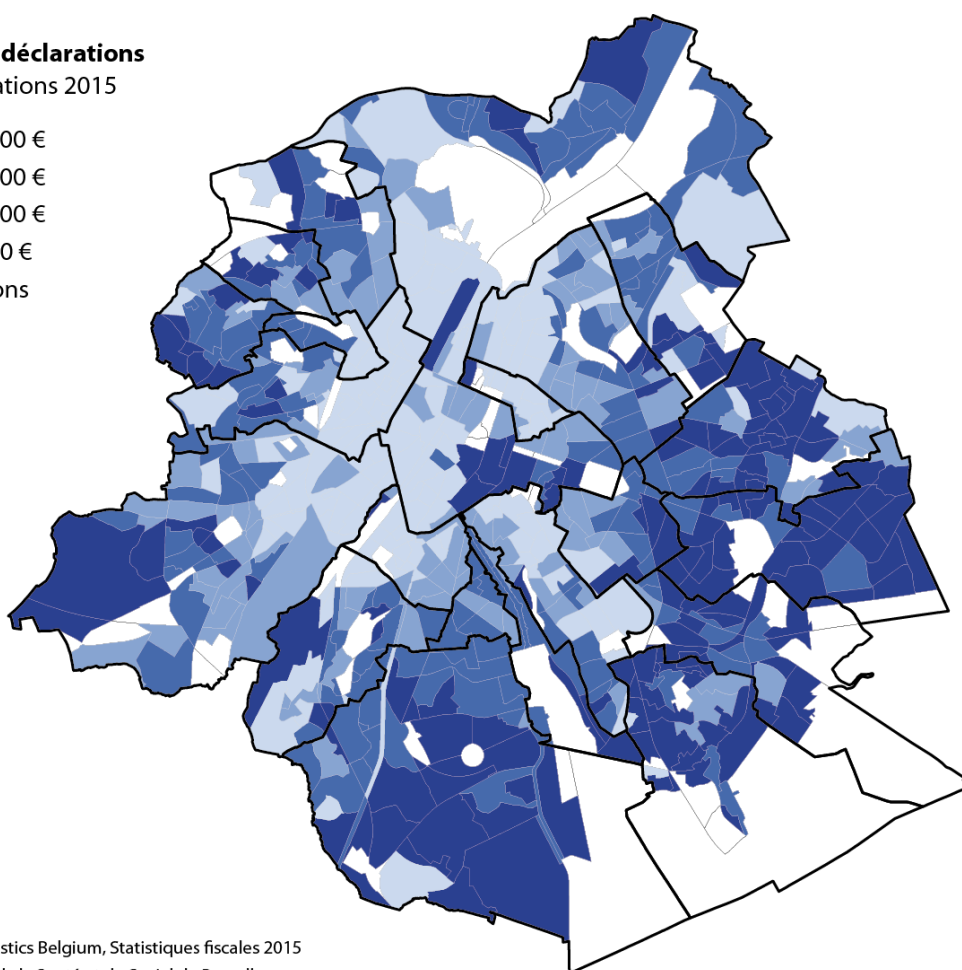 déclarations
ations 2015
00 €
00 €
00 €
0 €
ons
stics Belgium, Statistiques fiscales 2015